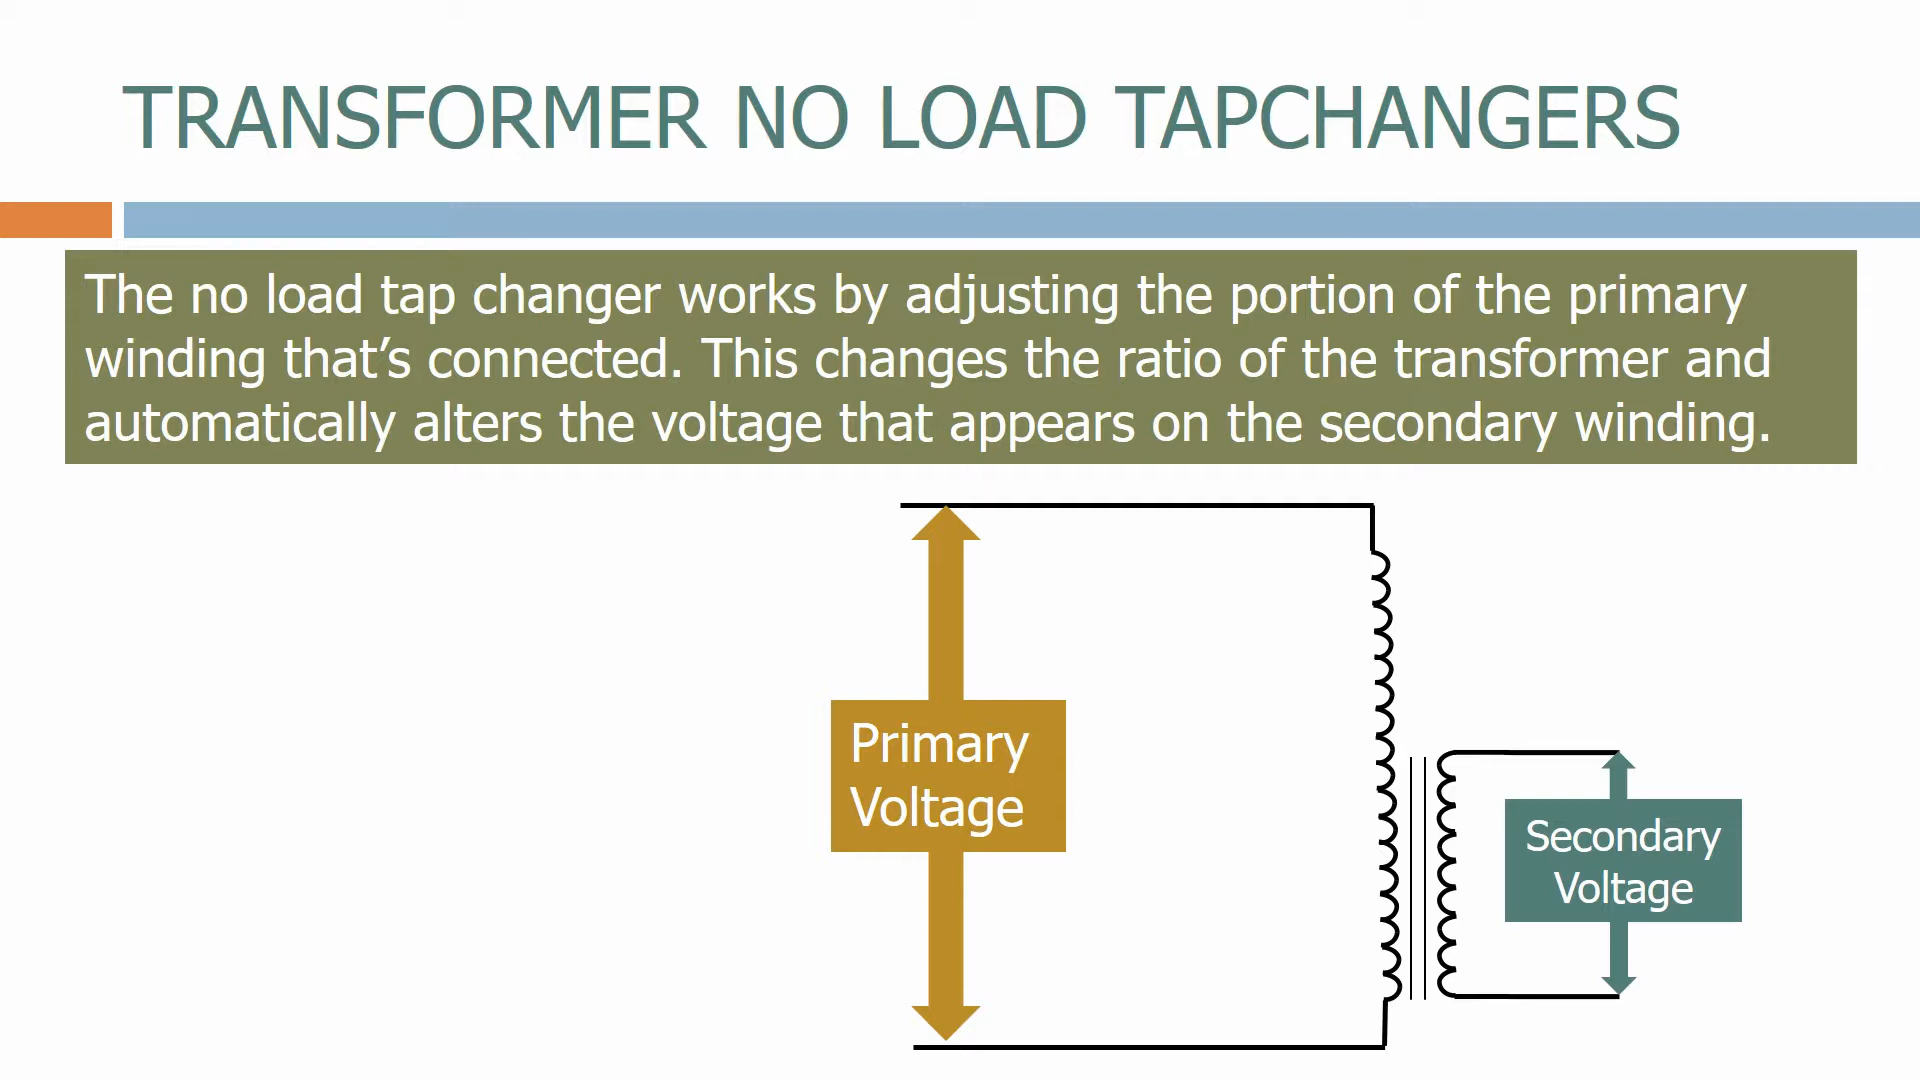 TRANSFORMER NO LOAD TAPCHANGERS
The no load tap changer works by adjusting the portion of the primary
winding that’s connected. This changes the ratio of the transformer and
automatically alters the voltage that appears on the secondary winding.
Primary
Voltage
Secondary
Voltage